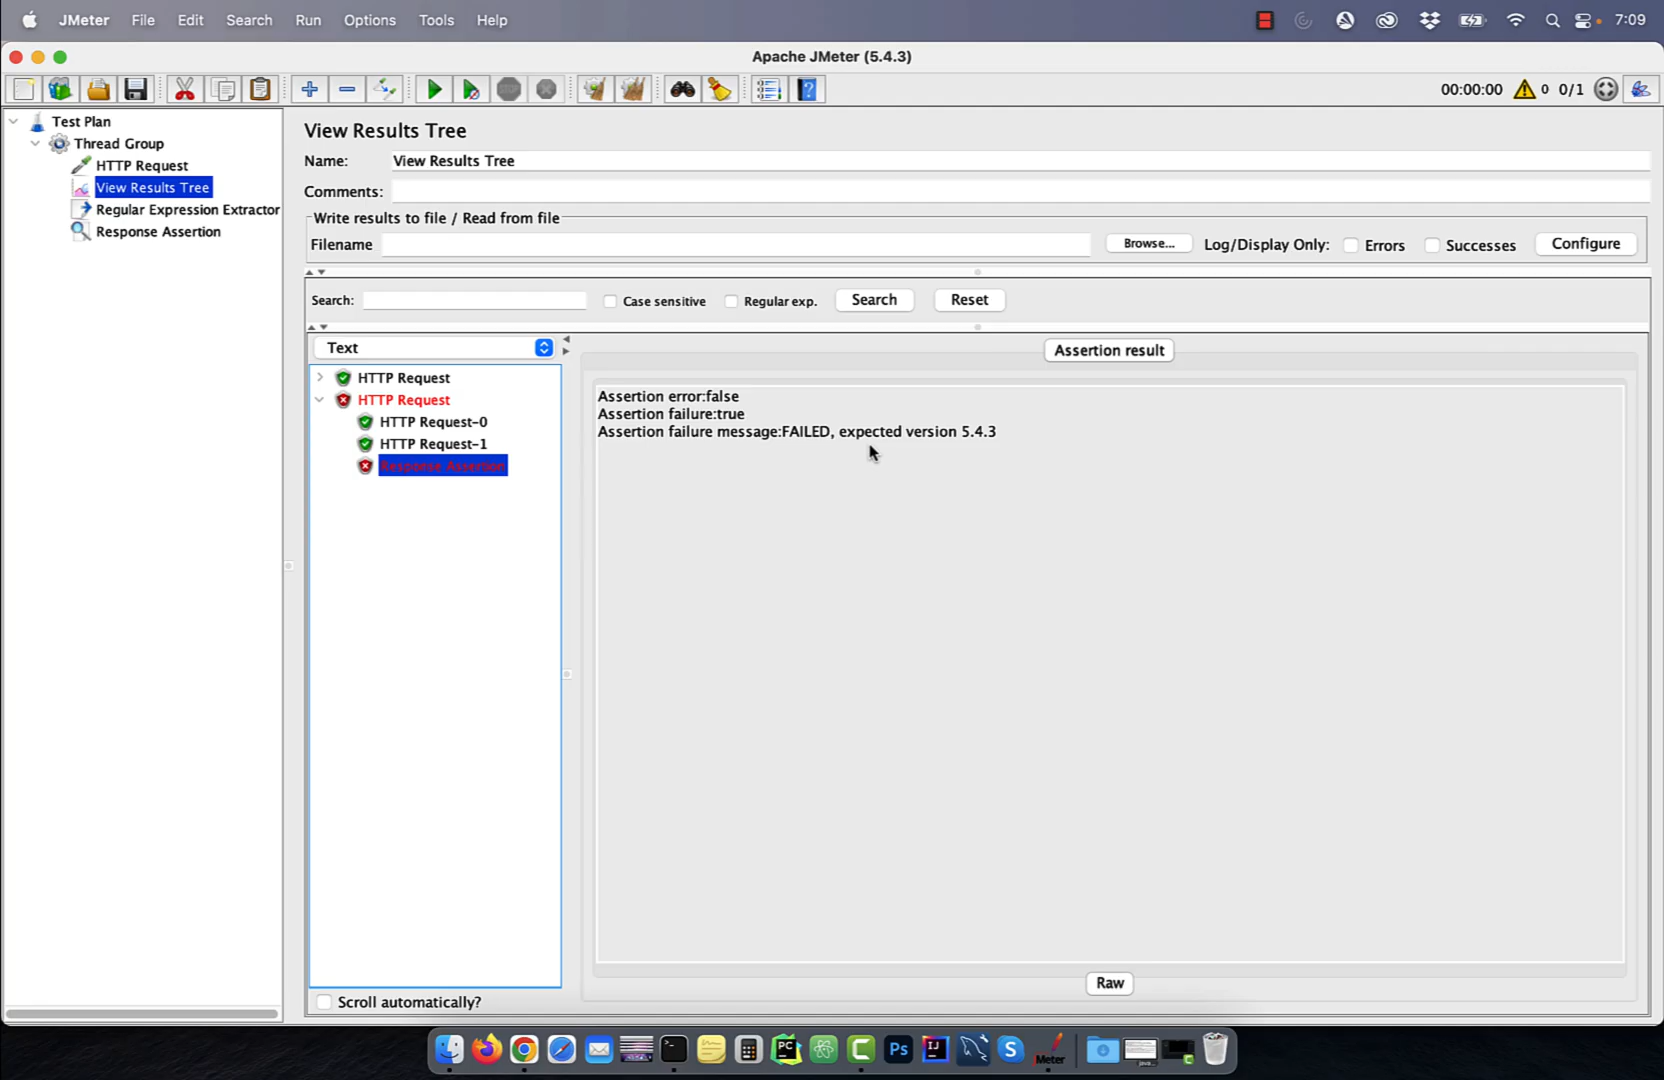 JMeter File Edit Search Run Options Tools Help 7:09
Apache JMeter (5.4.3)
00:00:00 0 0/1
Test Plan
Thread Group
HTTP Request
View Results Tree
Regular Expression Extractor
Response Assertion
View Results Tree
Name: View Results Tree
Comments:
Write results to file / Read from file
Filename Browse... Log/Display Only: Errors Successes Configure
Search: Case sensitive Regular exp. Search Reset
Text
HTTP Request
HTTP Request
HTTP Request-0
HTTP Request-1
Response Assertion
Scroll automatically?
Assertion result
Assertion error:false
Assertion failure:true
Assertion failure message:FAILED, expected version 5.4.3
Raw
PC C Ps IJ S Meter